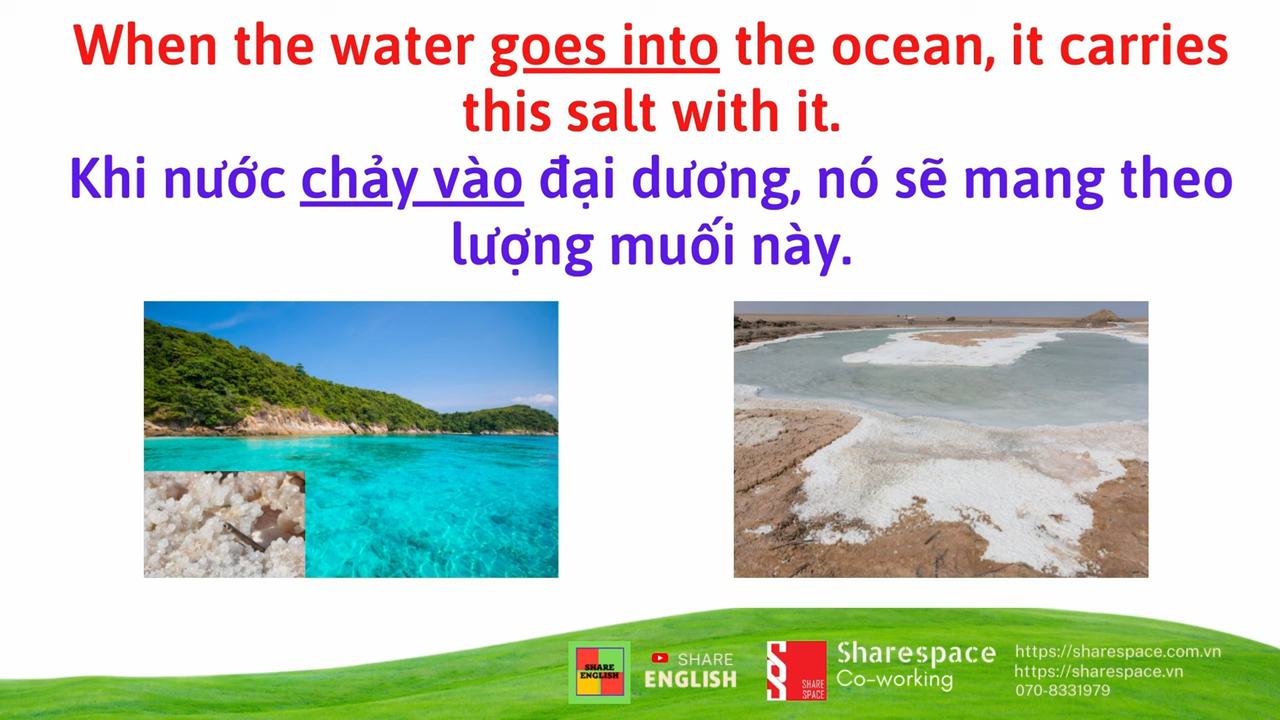 When the water goes into the ocean, it carries
this salt with it.
Khi nước chảy vào đại dương, nó sẽ mang theo
lượng muối này.
SHARE
ENGLISH
SHARE
ENGLISH
SHARE
SPACE
Sharespace
Co-working
https://sharespace.com.vn
https://sharespace.vn
070-8331979